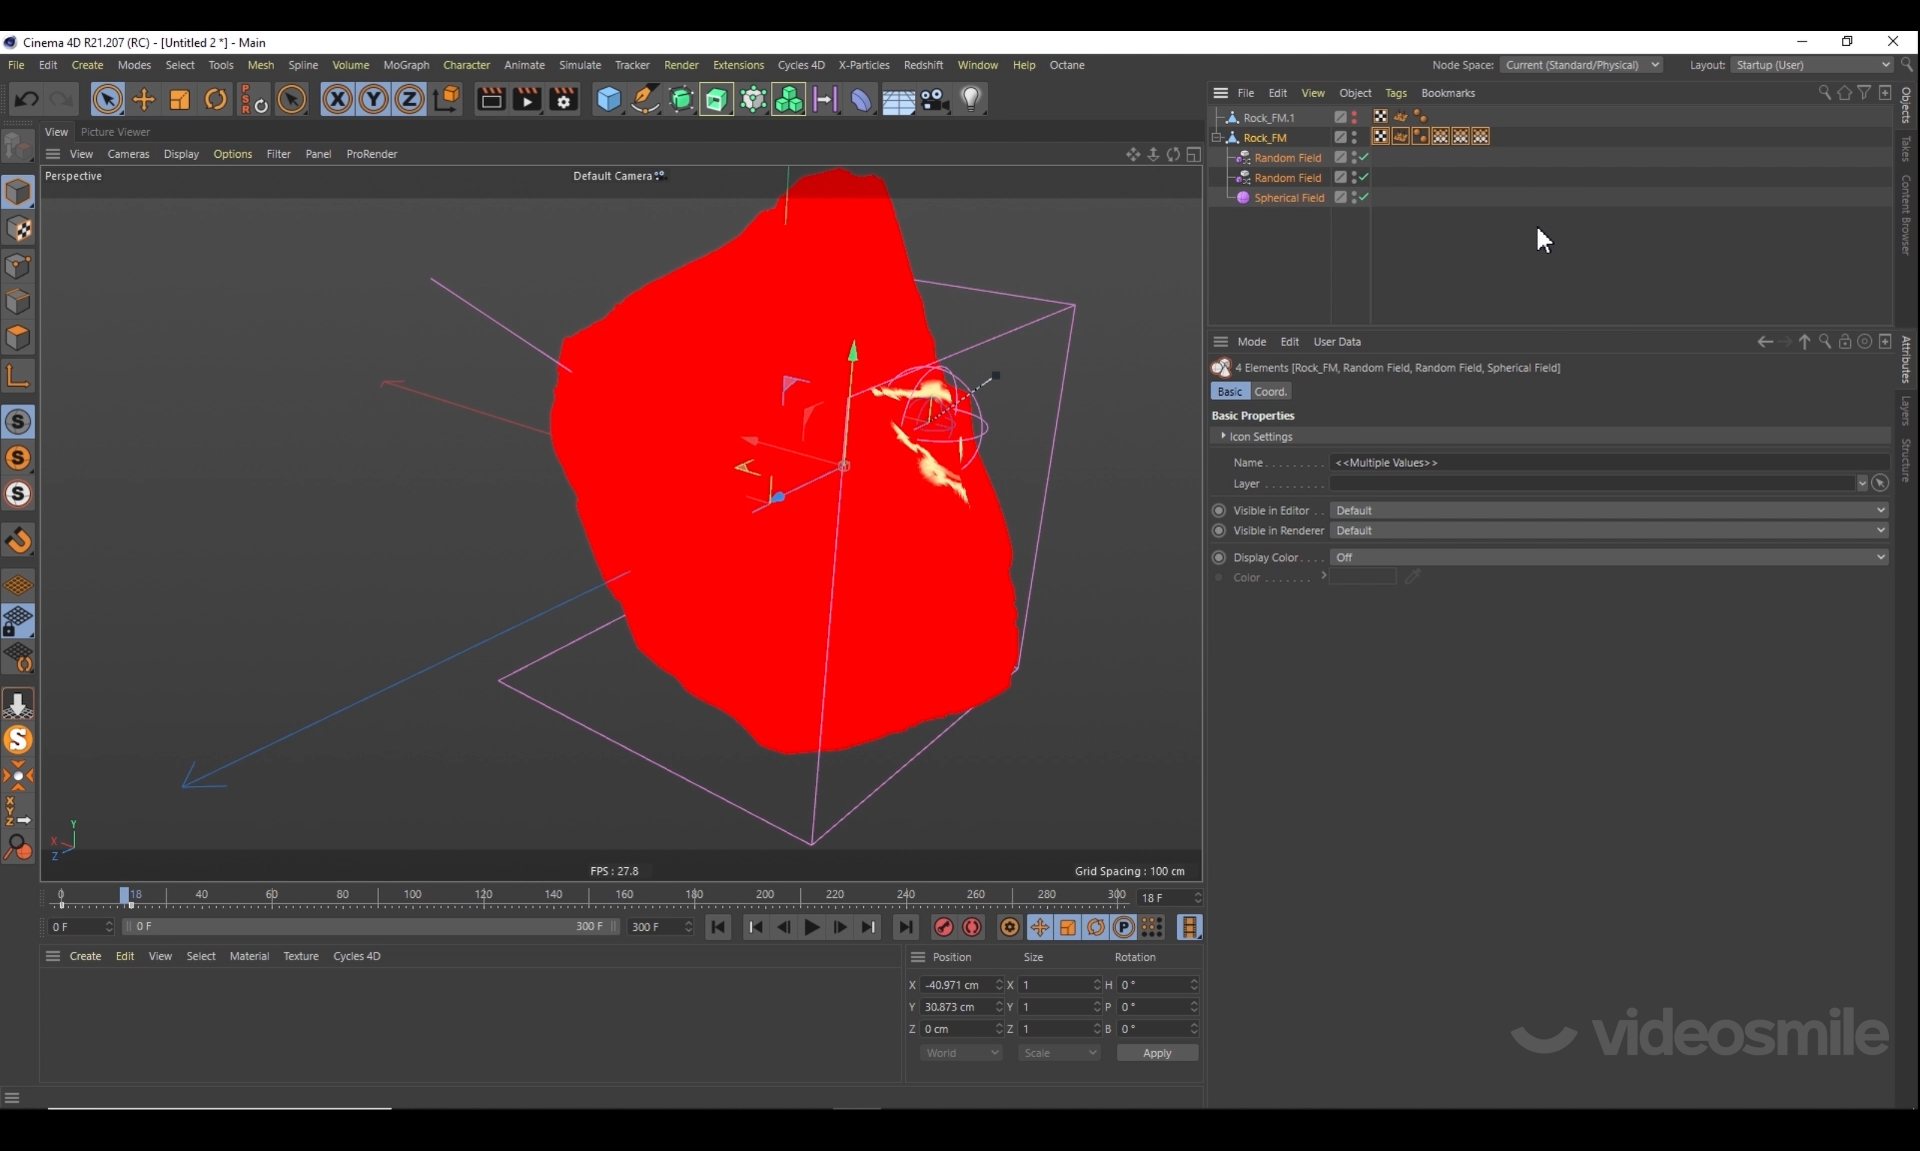 Cinema 4D R21.207 (RC) - [Untitled 2 *] - Main
File Edit Create Modes Select Tools Mesh Spline Volume MoGraph Character Animate Simulate Tracker Render Extensions Cycles 4D X-Particles Redshift Window Help Octane Node Space: Current (Standard/Physical) Layout: Startup (User)
PSR X Y Z
View Picture Viewer
View Cameras Display Options Filter Panel ProRender
Perspective Default Camera
File Edit View Object Tags Bookmarks
Rock_FM.1
Rock_FM
Random Field
Random Field
Spherical Field
Objects
Takes
Content Browser
Mode Edit User Data
4 Elements [Rock_FM, Random Field, Random Field, Spherical Field]
Basic Coord.
Basic Properties
Icon Settings
Name . . . . . . . . . <<Multiple Values>>
Layer . . . . . . . . .
Visible in Editor . . Default
Visible in Renderer Default
Display Color . . . . Off
Color . . . . . . .
Attributes
Layers
Structure
S
S
S
S
X
Y
Z
Y
X
Z
FPS : 27.8 Grid Spacing : 100 cm
0 18 40 60 80 100 120 140 160 180 200 220 240 260 280 300 18 F
0 F 0 F 300 F 300 F P
Create Edit View Select Material Texture Cycles 4D
Position Size Rotation
X -40.971 cm X 1 H 0 °
Y 30.873 cm Y 1 P 0 °
Z 0 cm Z 1 B 0 °
World Scale Apply
videosmile